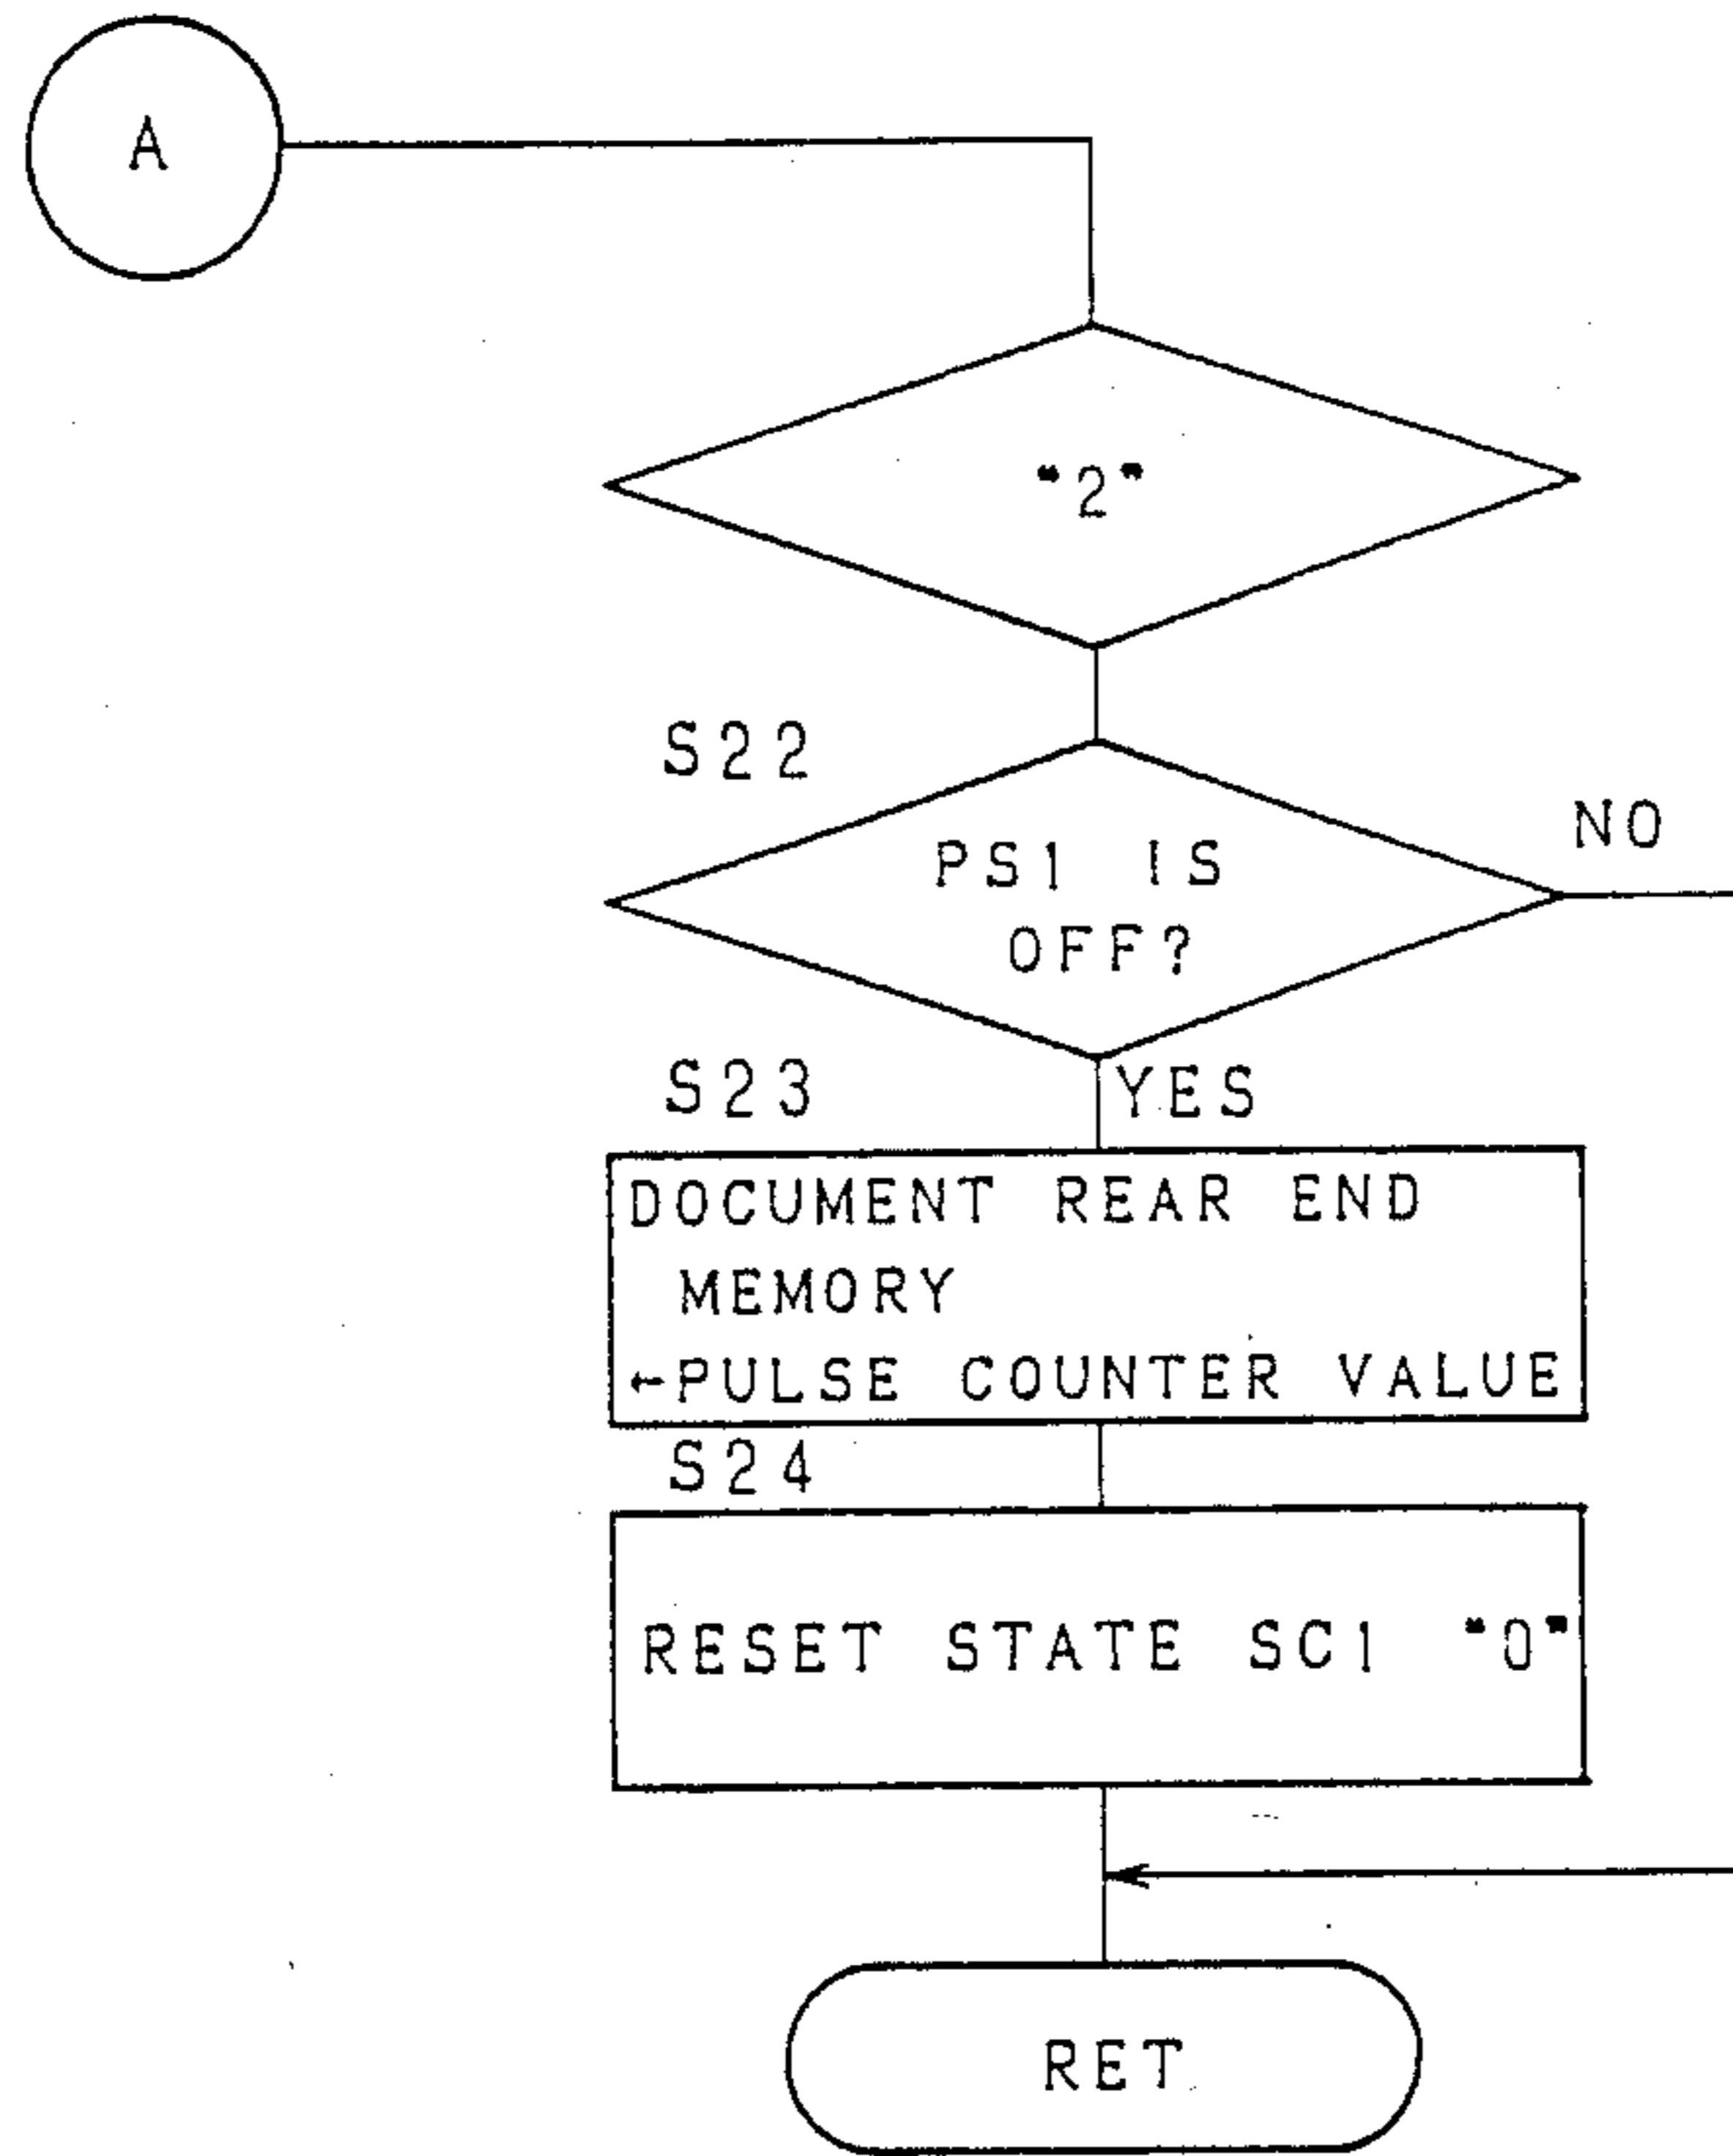 A
"2"
S22
NO
PS1 IS
OFF?
S23
YES
DOCUMENT REAR END
MEMORY
←PULSE COUNTER VALUE
S24
RESET STATE SC1 "0"
RET